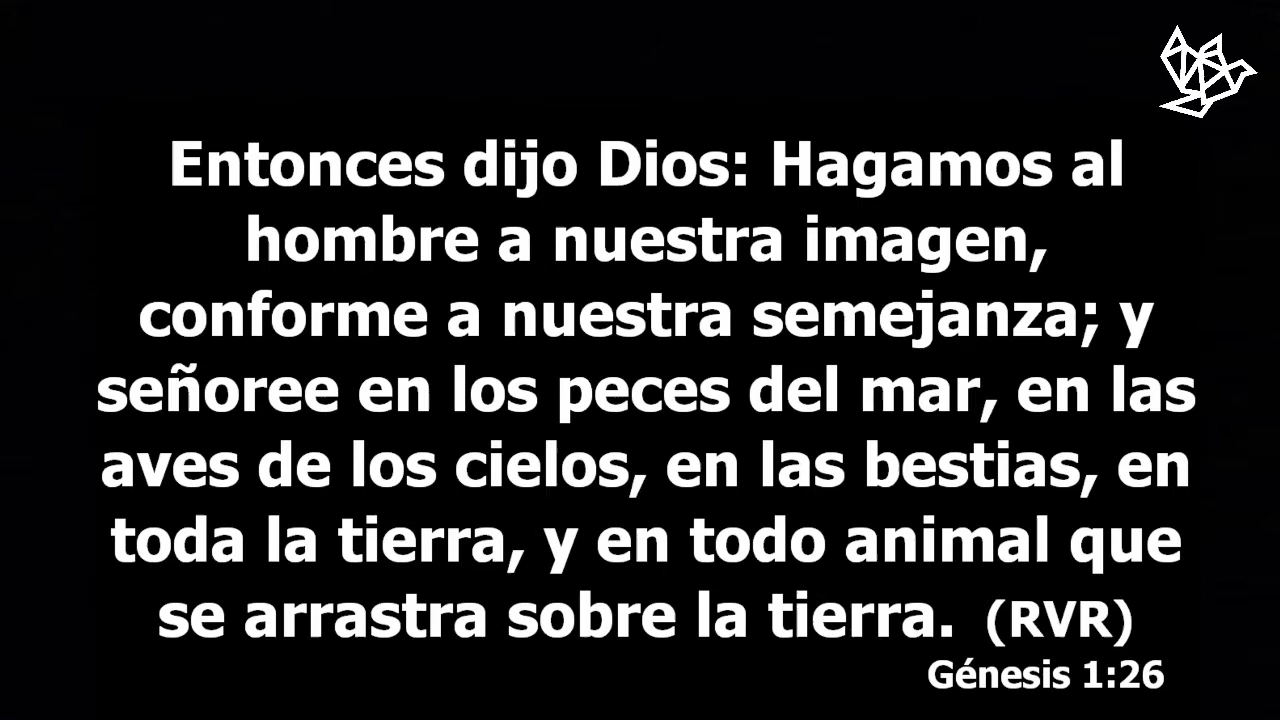 Entonces dijo Dios: Hagamos al
hombre a nuestra imagen,
conforme a nuestra semejanza; y
señoree en los peces del mar, en las
aves de los cielos, en las bestias, en
toda la tierra, y en todo animal que
se arrastra sobre la tierra. (RVR)
Génesis 1:26